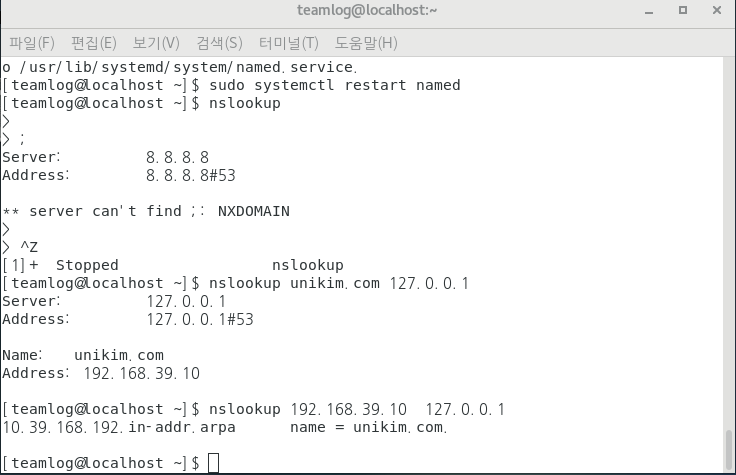 teamlog@localhost:~
파일(F) 편집(E) 보기(V) 검색(S) 터미널(T) 도움말(H)
o /usr/lib/systemd/system/named.service.
[teamlog@localhost ~]$ sudo systemctl restart named
[teamlog@localhost ~]$ nslookup
>
> ;
Server: 8.8.8.8
Address: 8.8.8.8#53
** server can't find ;: NXDOMAIN
>
> ^Z
[1]+ Stopped nslookup
[teamlog@localhost ~]$ nslookup unikim.com 127.0.0.1
Server: 127.0.0.1
Address: 127.0.0.1#53
Name: unikim.com
Address: 192.168.39.10
[teamlog@localhost ~]$ nslookup 192.168.39.10 127.0.0.1
10.39.168.192.in-addr.arpa name = unikim.com.
[teamlog@localhost ~]$